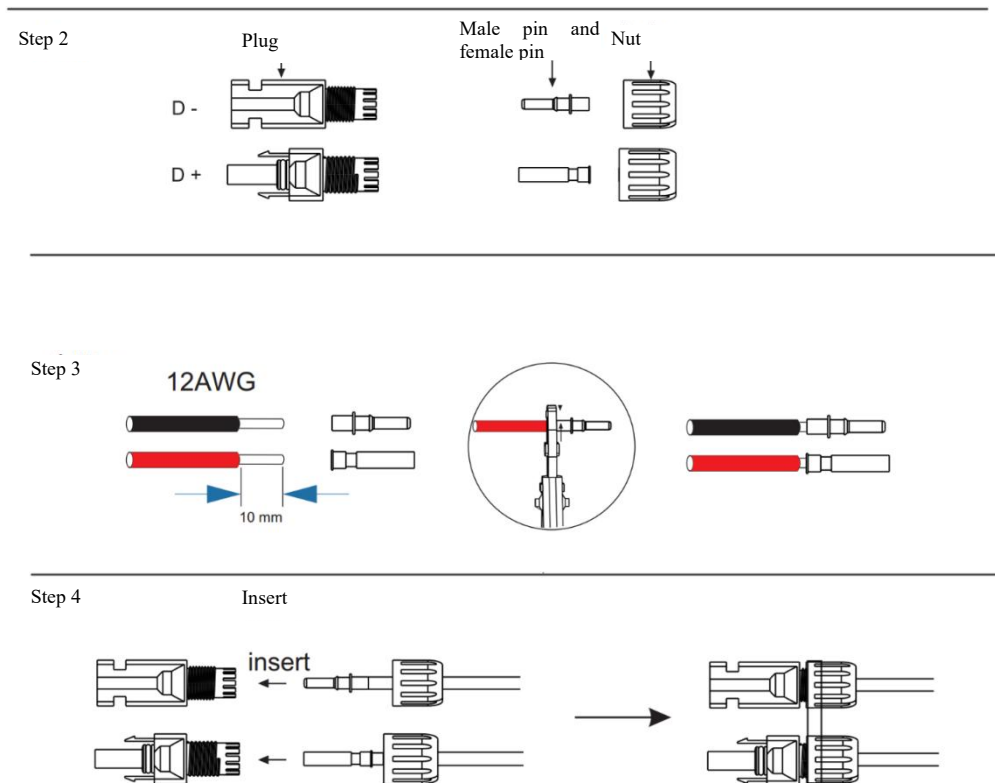 Step 2
Plug
Male pin and
female pin
Nut
D -
D +
Step 3
12AWG
10 mm
Step 4
Insert
insert